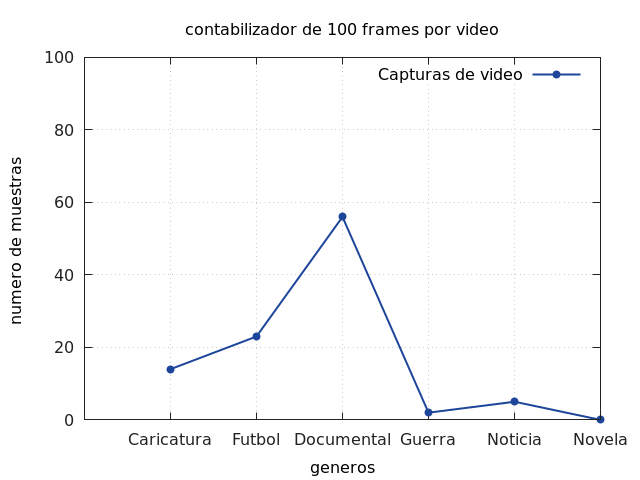 contabilizador de 100 frames por video
Capturas de video
100
80
60
40
20
0
numero de muestras
Caricatura Futbol Documental Guerra Noticia Novela
generos